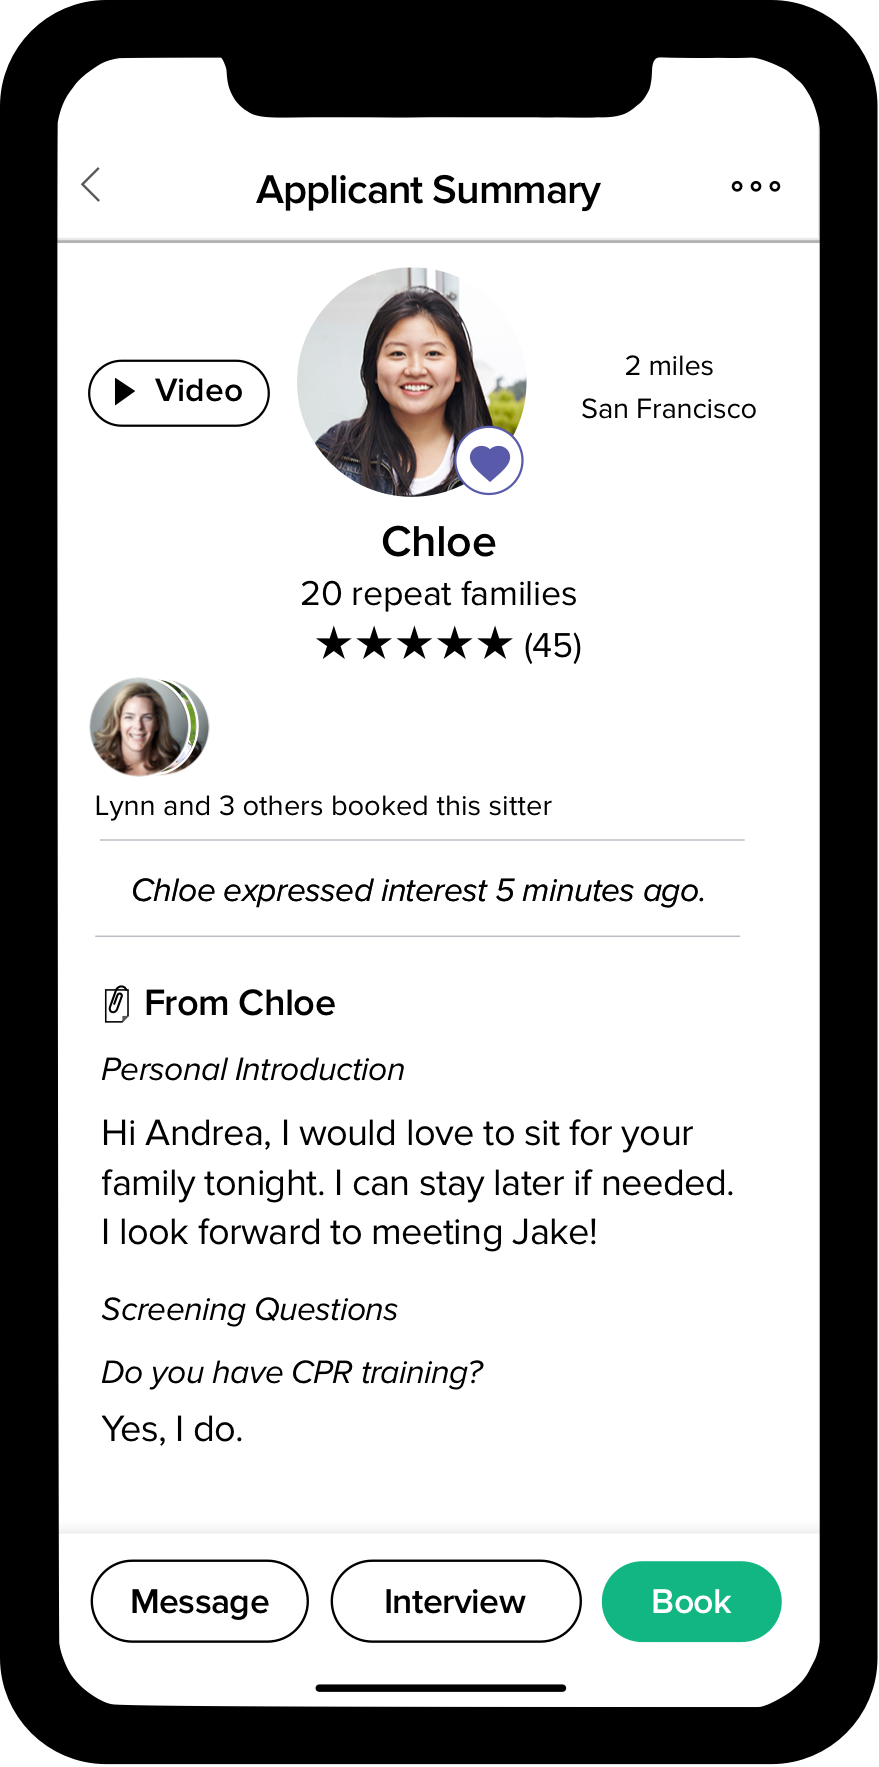 Applicant Summary
Video
2 miles
San Francisco
Chloe
20 repeat families
★★★★★ (45)
Lynn and 3 others booked this sitter
Chloe expressed interest 5 minutes ago.
From Chloe
Personal Introduction
Hi Andrea, I would love to sit for your
family tonight. I can stay later if needed.
I look forward to meeting Jake!
Screening Questions
Do you have CPR training?
Yes, I do.
Message Interview Book